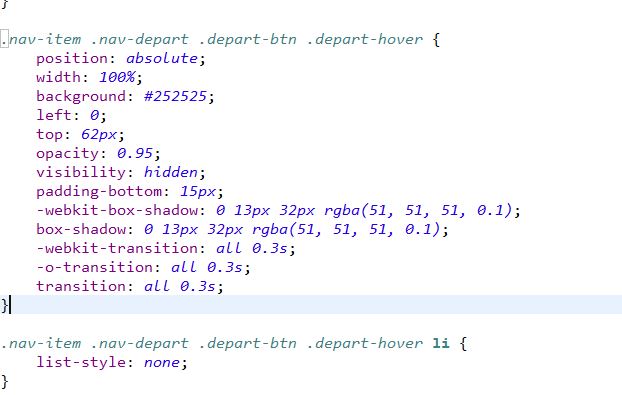 }
.nav-item .nav-depart .depart-btn .depart-hover {
    position: absolute;
    width: 100%;
    background: #252525;
    left: 0;
    top: 62px;
    opacity: 0.95;
    visibility: hidden;
    padding-bottom: 15px;
    -webkit-box-shadow: 0 13px 32px rgba(51, 51, 51, 0.1);
    box-shadow: 0 13px 32px rgba(51, 51, 51, 0.1);
    -webkit-transition: all 0.3s;
    -o-transition: all 0.3s;
    transition: all 0.3s;
}
.nav-item .nav-depart .depart-btn .depart-hover li {
    list-style: none;
}